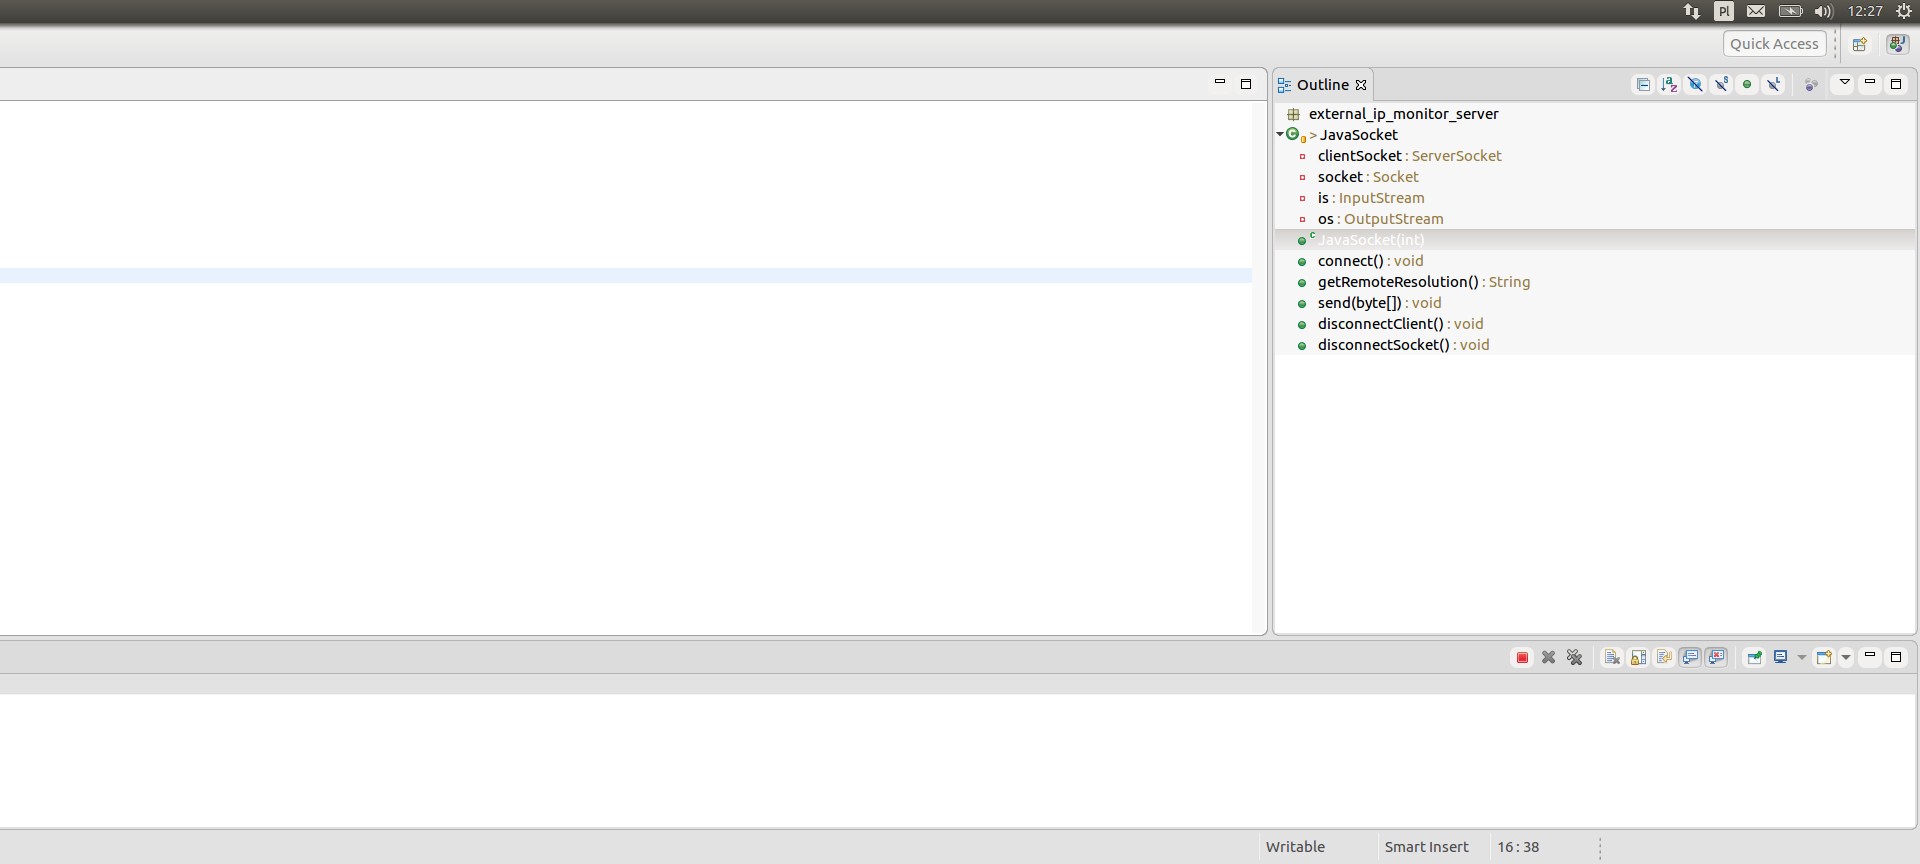 Pl 12:27
Quick Access
Outline
external_ip_monitor_server
> JavaSocket
clientSocket : ServerSocket
socket : Socket
is : InputStream
os : OutputStream
JavaSocket(int)
connect() : void
getRemoteResolution() : String
send(byte[]) : void
disconnectClient() : void
disconnectSocket() : void
Writable Smart Insert 16 : 38